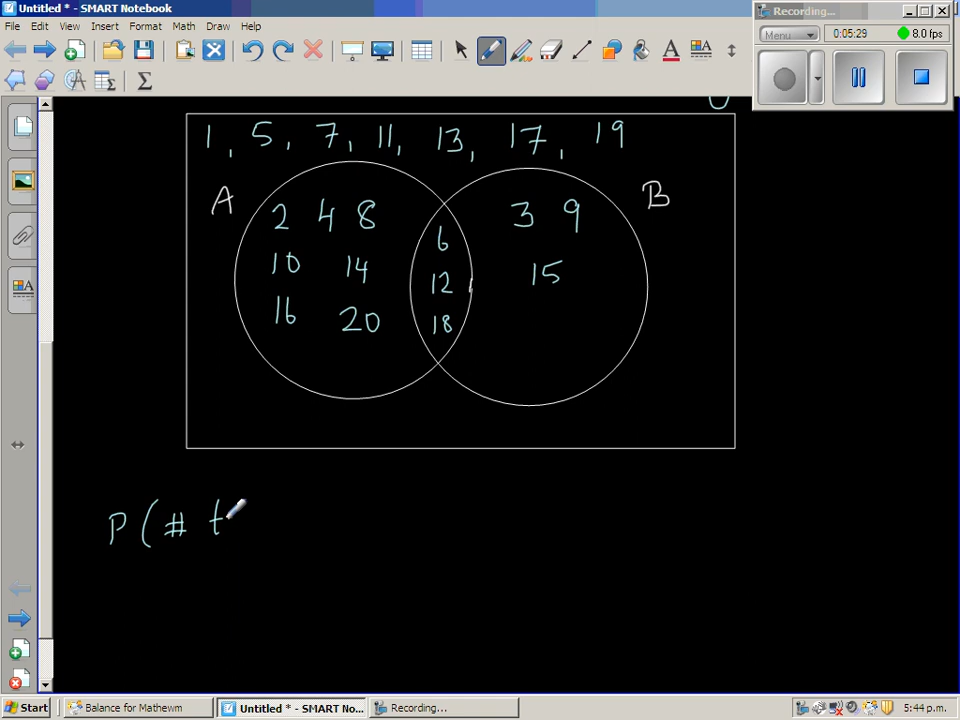 Untitled * - SMART Notebook
Recording...
File Edit View Insert Format Math Draw Help
Menu
0:05:29
8.0 fps
U
1, 5, 7, 11, 13, 17, 19
A
B
2 4 8
6
3 9
10 14
12
15
16 20
18
P(# t
Start
Balance for Mathewm
Untitled * - SMART No...
Recording...
5:44 p.m.